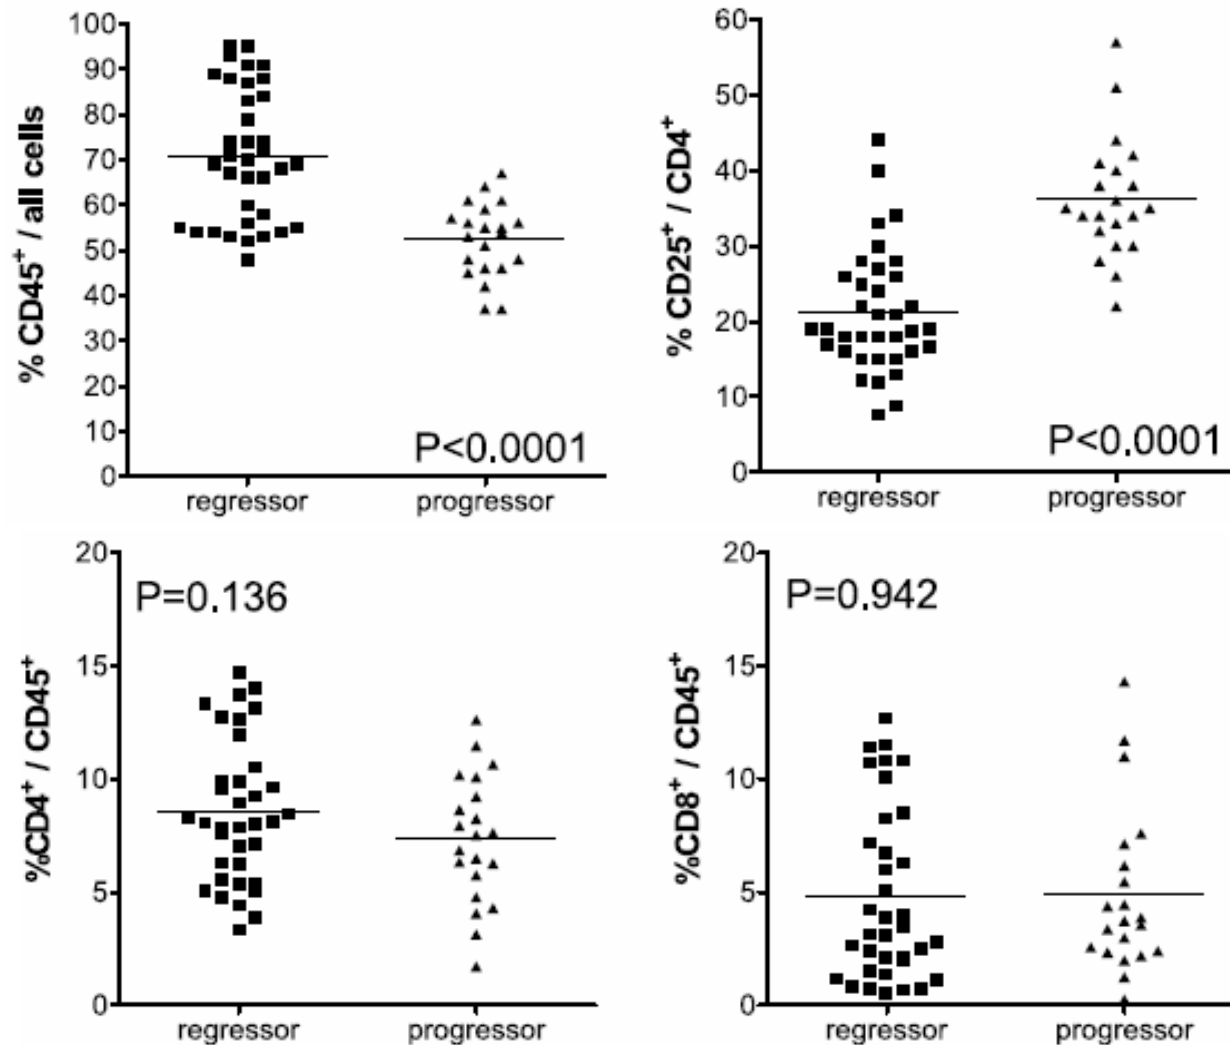 % CD45⁺ / all cells
100
90
80
70
60
50
40
30
20
10
0
P<0.0001
regressor progressor
% CD25⁺ / CD4⁺
60
50
40
30
20
10
0
P<0.0001
regressor progressor
%CD4⁺ / CD45⁺
20
15
10
5
0
P=0.136
regressor progressor
%CD8⁺ / CD45⁺
20
15
10
5
0
P=0.942
regressor progressor